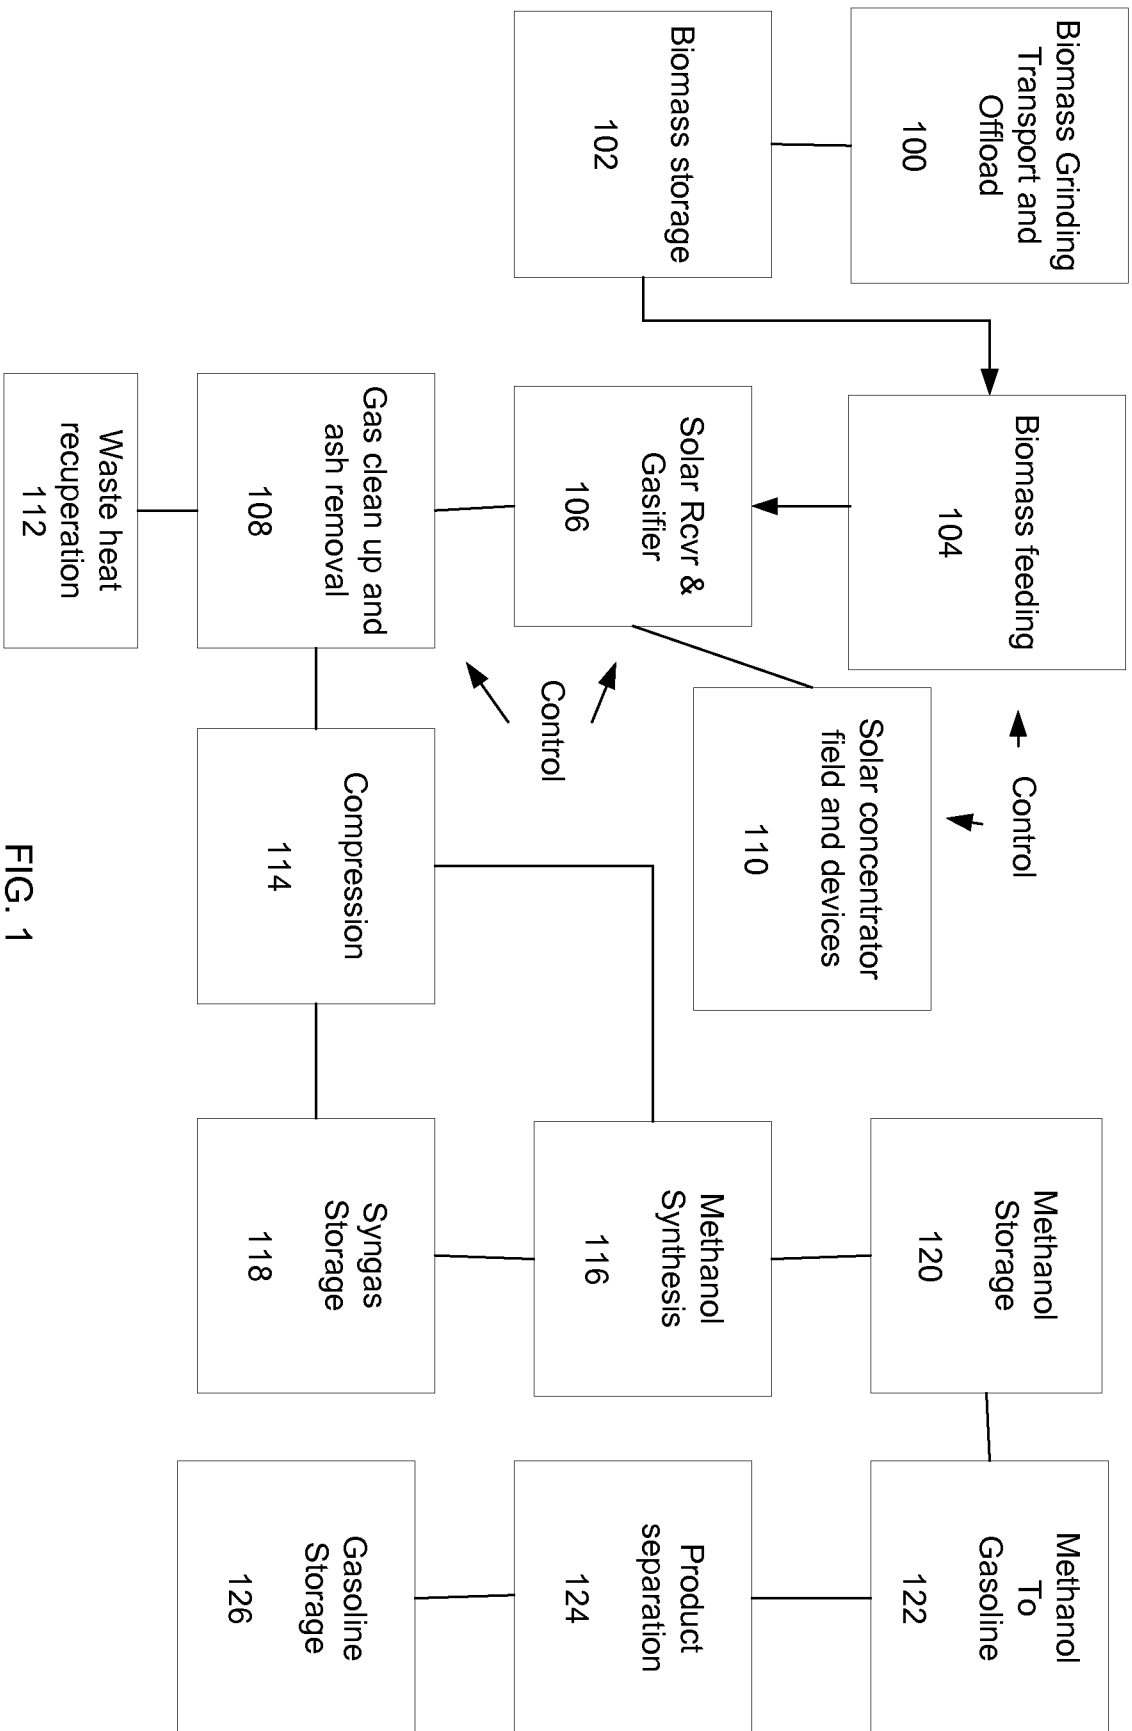 Biomass Grinding
Transport and
Offload
100
Biomass storage
102
Biomass feeding
104
Control
Solar Rcvr &
Gasifier
106
Solar concentrator
field and devices
110
Control
Gas clean up and
ash removal
108
Waste heat
recuperation
112
Compression
114
Methanol
Storage
120
Methanol
Synthesis
116
Syngas
Storage
118
Methanol
To
Gasoline
122
Product
separation
124
Gasoline
Storage
126
FIG. 1